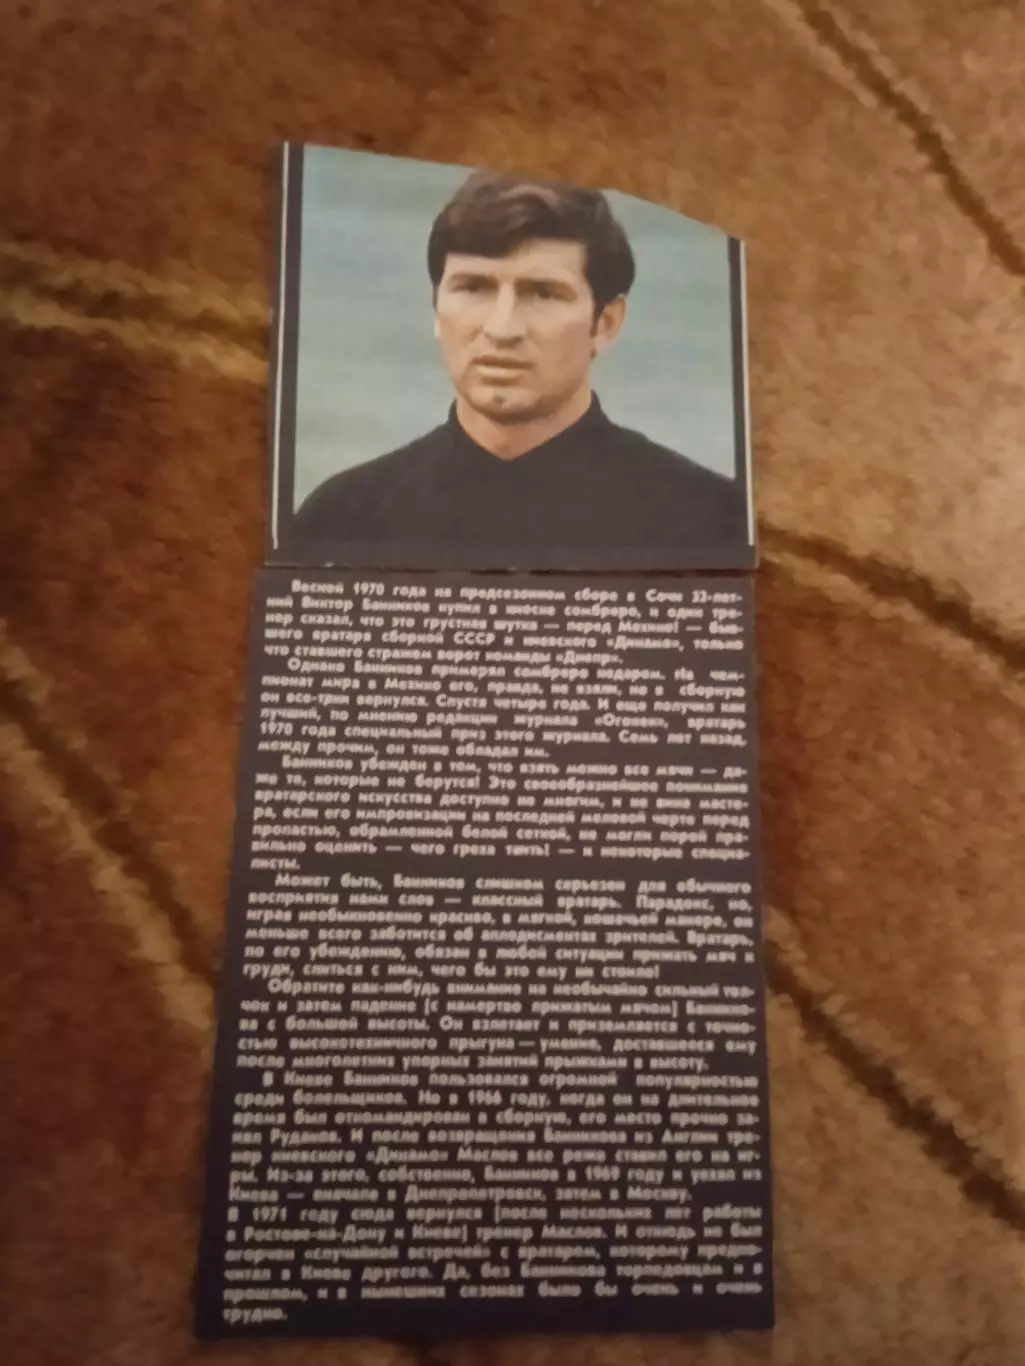 Весной 1970 года на предсезонном сборе в Сочи 32-лет-
ний Виктор Банников купил в киоске сомбреро, и один тре-
нер сказал, что это грустная шутка — перед Мехико! — быв-
шего вратаря сборной СССР и киевского «Динамо», только
что ставшего стражем ворот команды «Днепр».
Однако Банников примерял сомбреро недаром. На чем-
пионат мира в Мехико его, правда, не взяли, но в сборную
он все-таки вернулся. Спустя четыре года. И еще получил как
лучший, по мнению редакции журнала «Огонек», вратарь
1970 года специальный приз этого журнала. Семь лет назад,
между прочим, он тоже обладал им.
Банников убежден в том, что взять можно все мячи — да-
же те, которые не берутся! Это своеобразнейшее понимание
вратарского искусства доступно не многим, и не вина масте-
ра, если его импровизации на последней меловой черте перед
пропастью, обрамленной белой сеткой, не могли порой пра-
вильно оценить — чего греха таить! — и некоторые специа-
листы.
Может быть, Банников слишком серьезен для обычного
восприятия нами слов — классный вратарь. Парадокс, но,
играя необыкновенно красиво, в мягкой, кошачьей манере, он
меньше всего заботится об аплодисментах зрителей. Вратарь,
по его убеждению, обязан в любой ситуации прижать мяч к
груди, слиться с ним, чего бы это ему ни стоило!
Обратите как-нибудь внимание на необычайно сильный тол-
чок и затем падение [с намертво прижатым мячом] Баннико-
ва с большой высоты. Он взлетает и приземляется с точно-
стью высокотехничного прыгуна — умение, доставшееся ему
после многолетних упорных занятий прыжками в высоту.
В Киеве Банников пользовался огромной популярностью
среди болельщиков. Но в 1966 году, когда он на длительное
время был откомандирован в сборную, его место прочно за-
нял Рудаков. И после возвращения Банникова из Англии тре-
нер киевского «Динамо» Маслов все реже ставил его на иг-
ры. Из-за этого, собственно, Банников в 1969 году и уехал из
Киева — вначале в Днепропетровск, затем в Москву.
В 1971 году сюда вернулся [после нескольких лет работы
в Ростове-на-Дону и Киеве] тренер Маслов. И отнюдь не был
огорчен «случайной встречей» с вратарем, которому предпо-
читал в Киеве другого. Да, без Банникова торпедовцам и в
прошлом, и в нынешних сезонах было бы очень и очень
трудно.